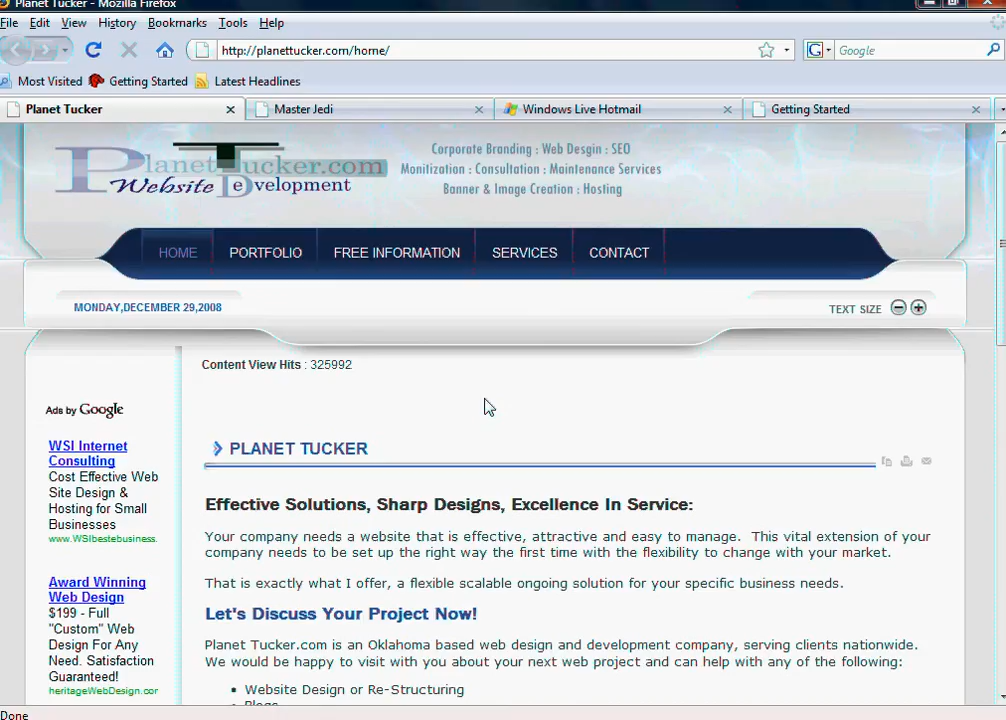 Planet Tucker - Mozilla Firefox
File Edit View History Bookmarks Tools Help
http://planettucker.com/home/
G Google
Most Visited Getting Started Latest Headlines
Planet Tucker Master Jedi Windows Live Hotmail Getting Started
PlanetTucker.com
Website Development
Corporate Branding : Web Desgin : SEO
Monitization : Consultation : Maintenance Services
Banner & Image Creation : Hosting
HOME PORTFOLIO FREE INFORMATION SERVICES CONTACT
MONDAY,DECEMBER 29,2008
TEXT SIZE
Content View Hits : 325992
Ads by Google
WSI Internet
Consulting
Cost Effective Web
Site Design &
Hosting for Small
Businesses
www.WSIbestebusiness.
Award Winning
Web Design
$199 - Full
"Custom" Web
Design For Any
Need. Satisfaction
Guaranteed!
heritageWebDesign.com
PLANET TUCKER
Effective Solutions, Sharp Designs, Excellence In Service:
Your company needs a website that is effective, attractive and easy to manage. This vital extension of your
company needs to be set up the right way the first time with the flexibility to change with your market.
That is exactly what I offer, a flexible scalable ongoing solution for your specific business needs.
Let's Discuss Your Project Now!
Planet Tucker.com is an Oklahoma based web design and development company, serving clients nationwide.
We would be happy to visit with you about your next web project and can help with any of the following:
Website Design or Re-Structuring
Blogs
Done